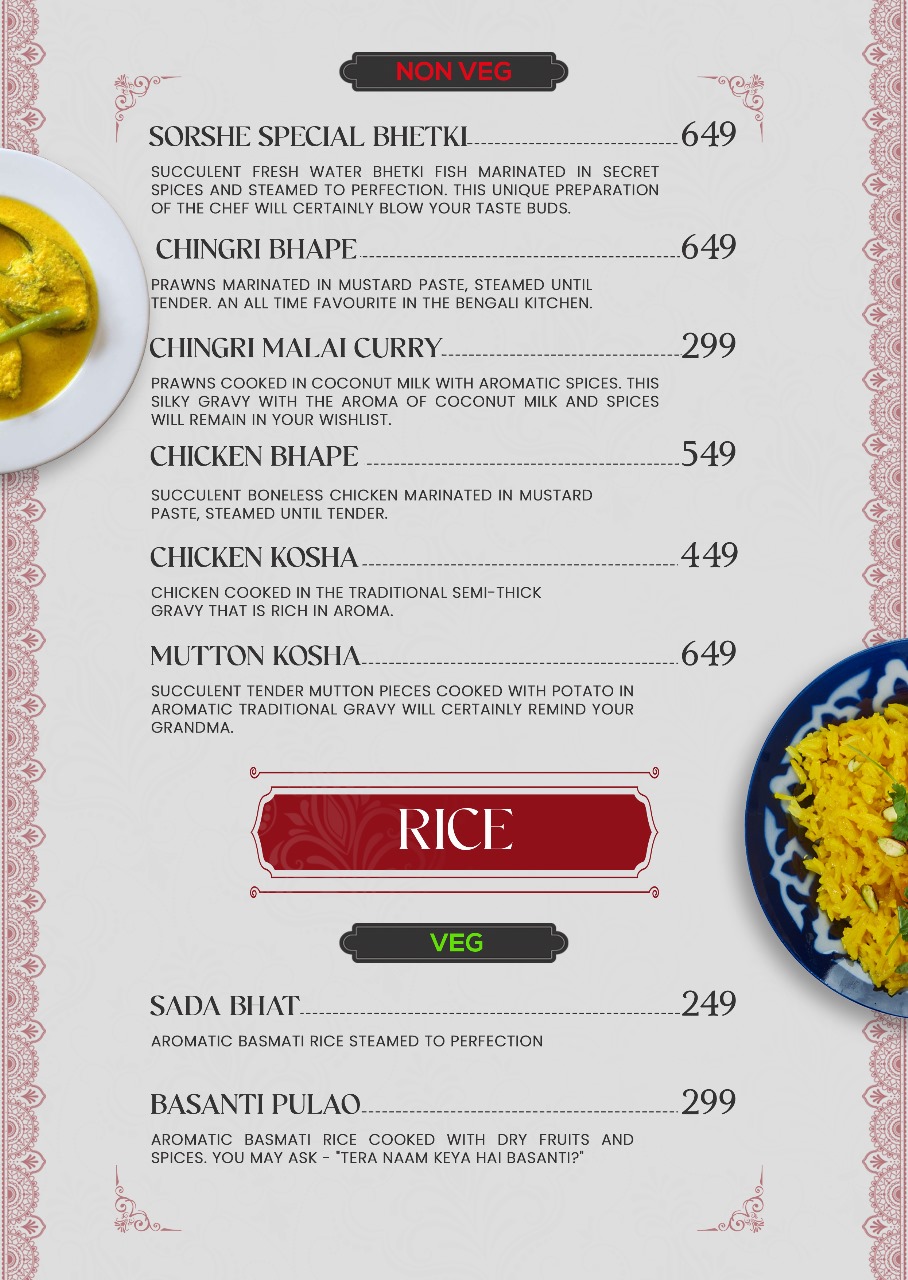 NON VEG
SORSHE SPECIAL BHETKI 649
SUCCULENT FRESH WATER BHETKI FISH MARINATED IN SECRET
SPICES AND STEAMED TO PERFECTION. THIS UNIQUE PREPARATION
OF THE CHEF WILL CERTAINLY BLOW YOUR TASTE BUDS.
CHINGRI BHAPE 649
PRAWNS MARINATED IN MUSTARD PASTE, STEAMED UNTIL
TENDER. AN ALL TIME FAVOURITE IN THE BENGALI KITCHEN.
CHINGRI MALAI CURRY 299
PRAWNS COOKED IN COCONUT MILK WITH AROMATIC SPICES. THIS
SILKY GRAVY WITH THE AROMA OF COCONUT MILK AND SPICES
WILL REMAIN IN YOUR WISHLIST.
CHICKEN BHAPE 549
SUCCULENT BONELESS CHICKEN MARINATED IN MUSTARD
PASTE, STEAMED UNTIL TENDER.
CHICKEN KOSHA 449
CHICKEN COOKED IN THE TRADITIONAL SEMI-THICK
GRAVY THAT IS RICH IN AROMA.
MUTTON KOSHA 649
SUCCULENT TENDER MUTTON PIECES COOKED WITH POTATO IN
AROMATIC TRADITIONAL GRAVY WILL CERTAINLY REMIND YOUR
GRANDMA.
RICE
VEG
SADA BHAT 249
AROMATIC BASMATI RICE STEAMED TO PERFECTION
BASANTI PULAO 299
AROMATIC BASMATI RICE COOKED WITH DRY FRUITS AND
SPICES. YOU MAY ASK - "TERA NAAM KEYA HAI BASANTI?"